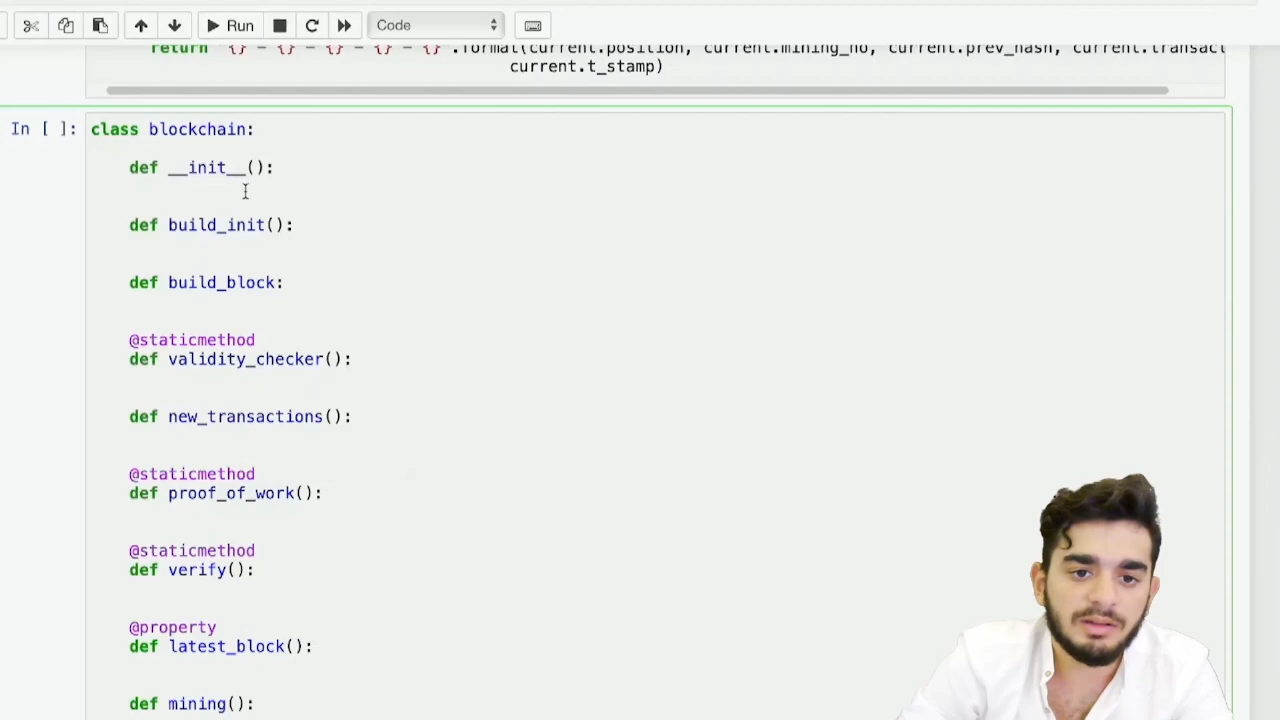 Run
Code
return "{} - {} - {} - {} - {}".format(current.position, current.mining_no, current.prev_hash, current.transact
current.t_stamp)
In [ ]:
class blockchain:
def __init__():
def build_init():
def build_block:
@staticmethod
def validity_checker():
def new_transactions():
@staticmethod
def proof_of_work():
@staticmethod
def verify():
@property
def latest_block():
def mining():